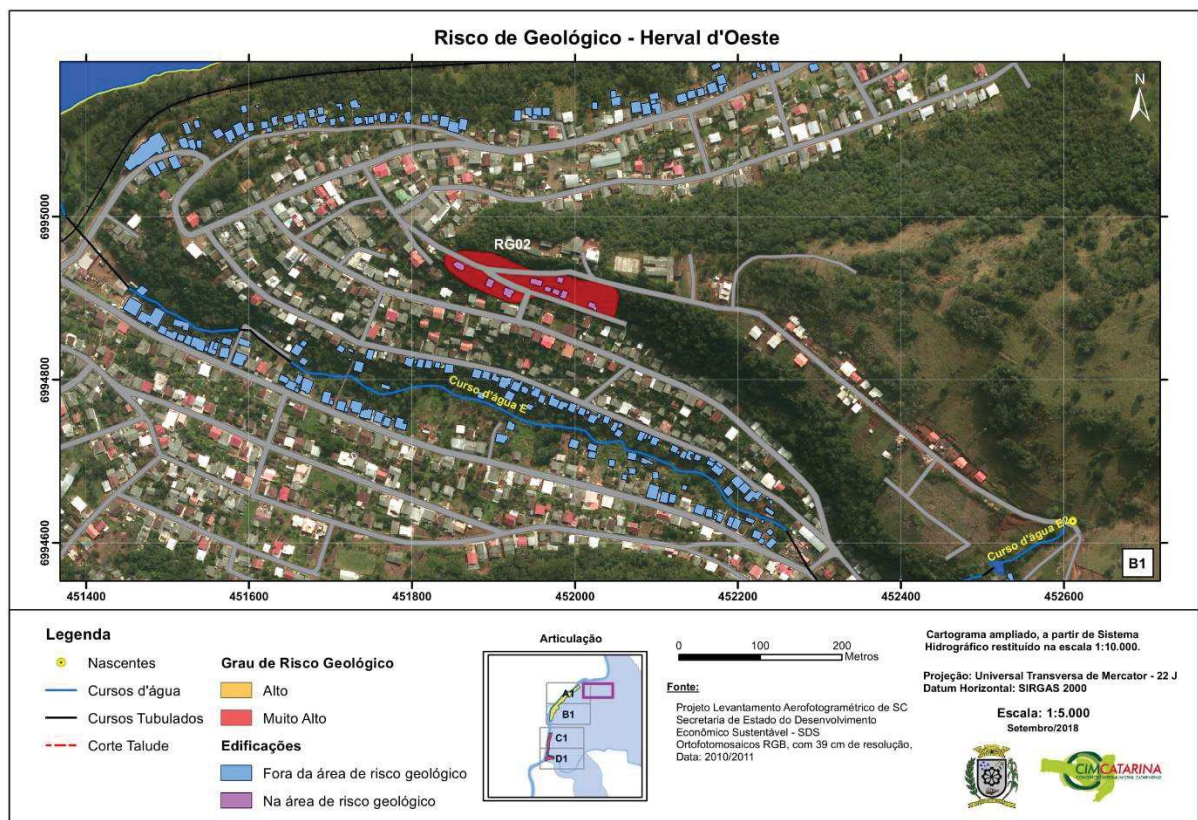 Risco de Geológico - Herval d'Oeste
N
6995000
RG02
6994800
Curso d'água E
6994600
Curso d'água E2
B1
451400
451600
451800
452000
452200
452400
452600
Legenda
Nascentes
Cursos d'água
Cursos Tubulados
Corte Talude
Grau de Risco Geológico
Alto
Muito Alto
Edificações
Fora da área de risco geológico
Na área de risco geológico
Articulação
A1
B1
C1
D1
0 100 200
Metros
Fonte:
Projeto Levantamento Aerofotogramétrico de SC
Secretaria de Estado do Desenvolvimento
Econômico Sustentável - SDS
Ortofotomosaicos RGB, com 39 cm de resolução,
Data: 2010/2011
Cartograma ampliado, a partir de Sistema
Hidrográfico restituído na escala 1:10.000.
Projeção: Universal Transversa de Mercator - 22 J
Datum Horizontal: SIRGAS 2000
Escala: 1:5.000
Setembro/2018
CIMCATARINA